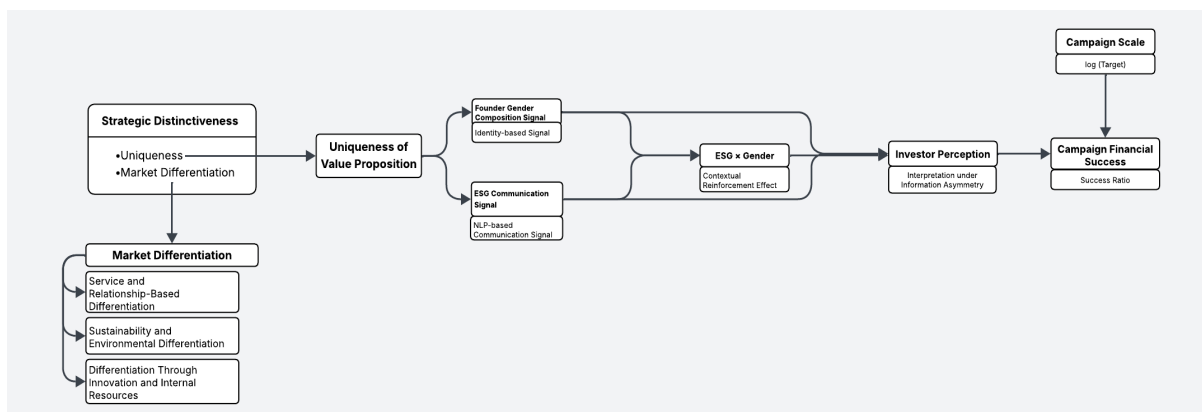 Strategic Distinctiveness
•Uniqueness
•Market Differentiation
Market Differentiation
Service and
Relationship-Based
Differentiation
Sustainability and
Environmental Differentiation
Differentiation Through
Innovation and Internal
Resources
Uniqueness of
Value Proposition
Founder Gender
Composition Signal
Identity-based Signal
ESG Communication
Signal
NLP-based
Communication Signal
ESG × Gender
Contextual
Reinforcement Effect
Investor Perception
Interpretation under
Information Asymmetry
Campaign Scale
log (Target)
Campaign Financial
Success
Success Ratio